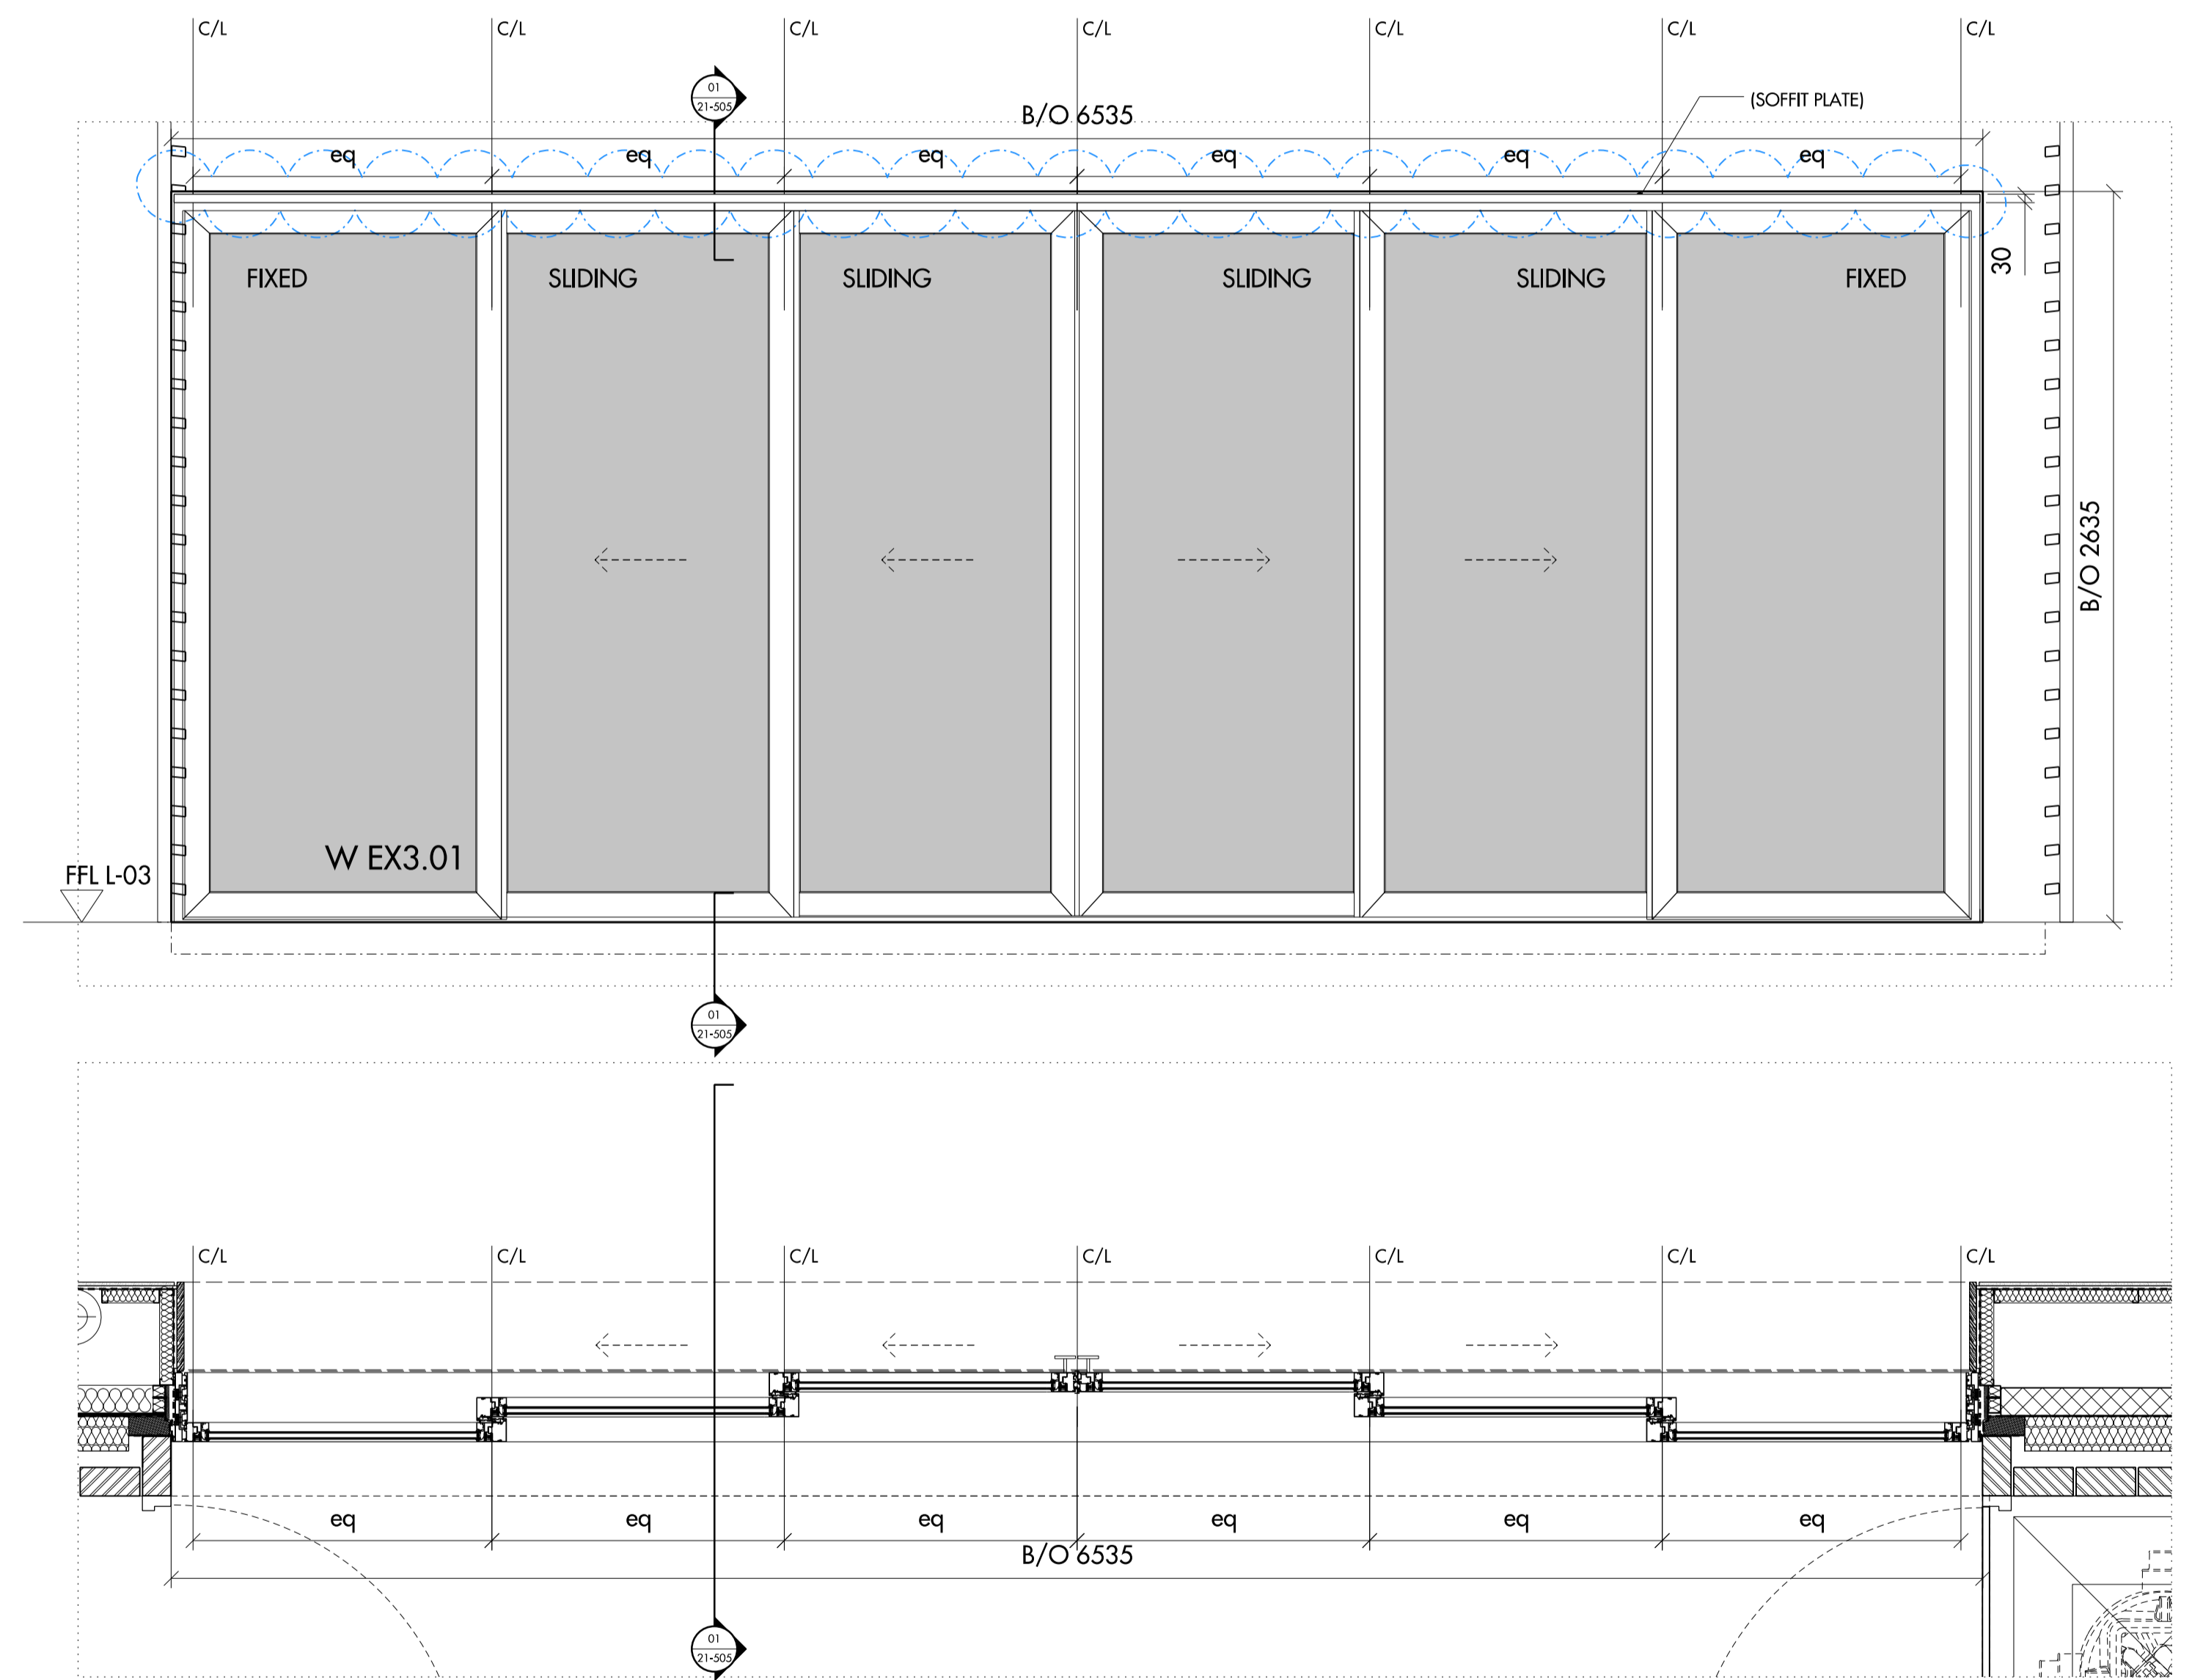 C/L C/L C/L C/L C/L C/L C/L
01
21-505
(SOFFIT PLATE)
B/O 6535
eq eq eq eq eq eq
30
FIXED SLIDING SLIDING SLIDING SLIDING FIXED
B/O 2635
W EX3.01
FFL L-03
01
21-505
C/L C/L C/L C/L C/L C/L C/L
eq eq eq eq eq eq
B/O 6535
01
21-505